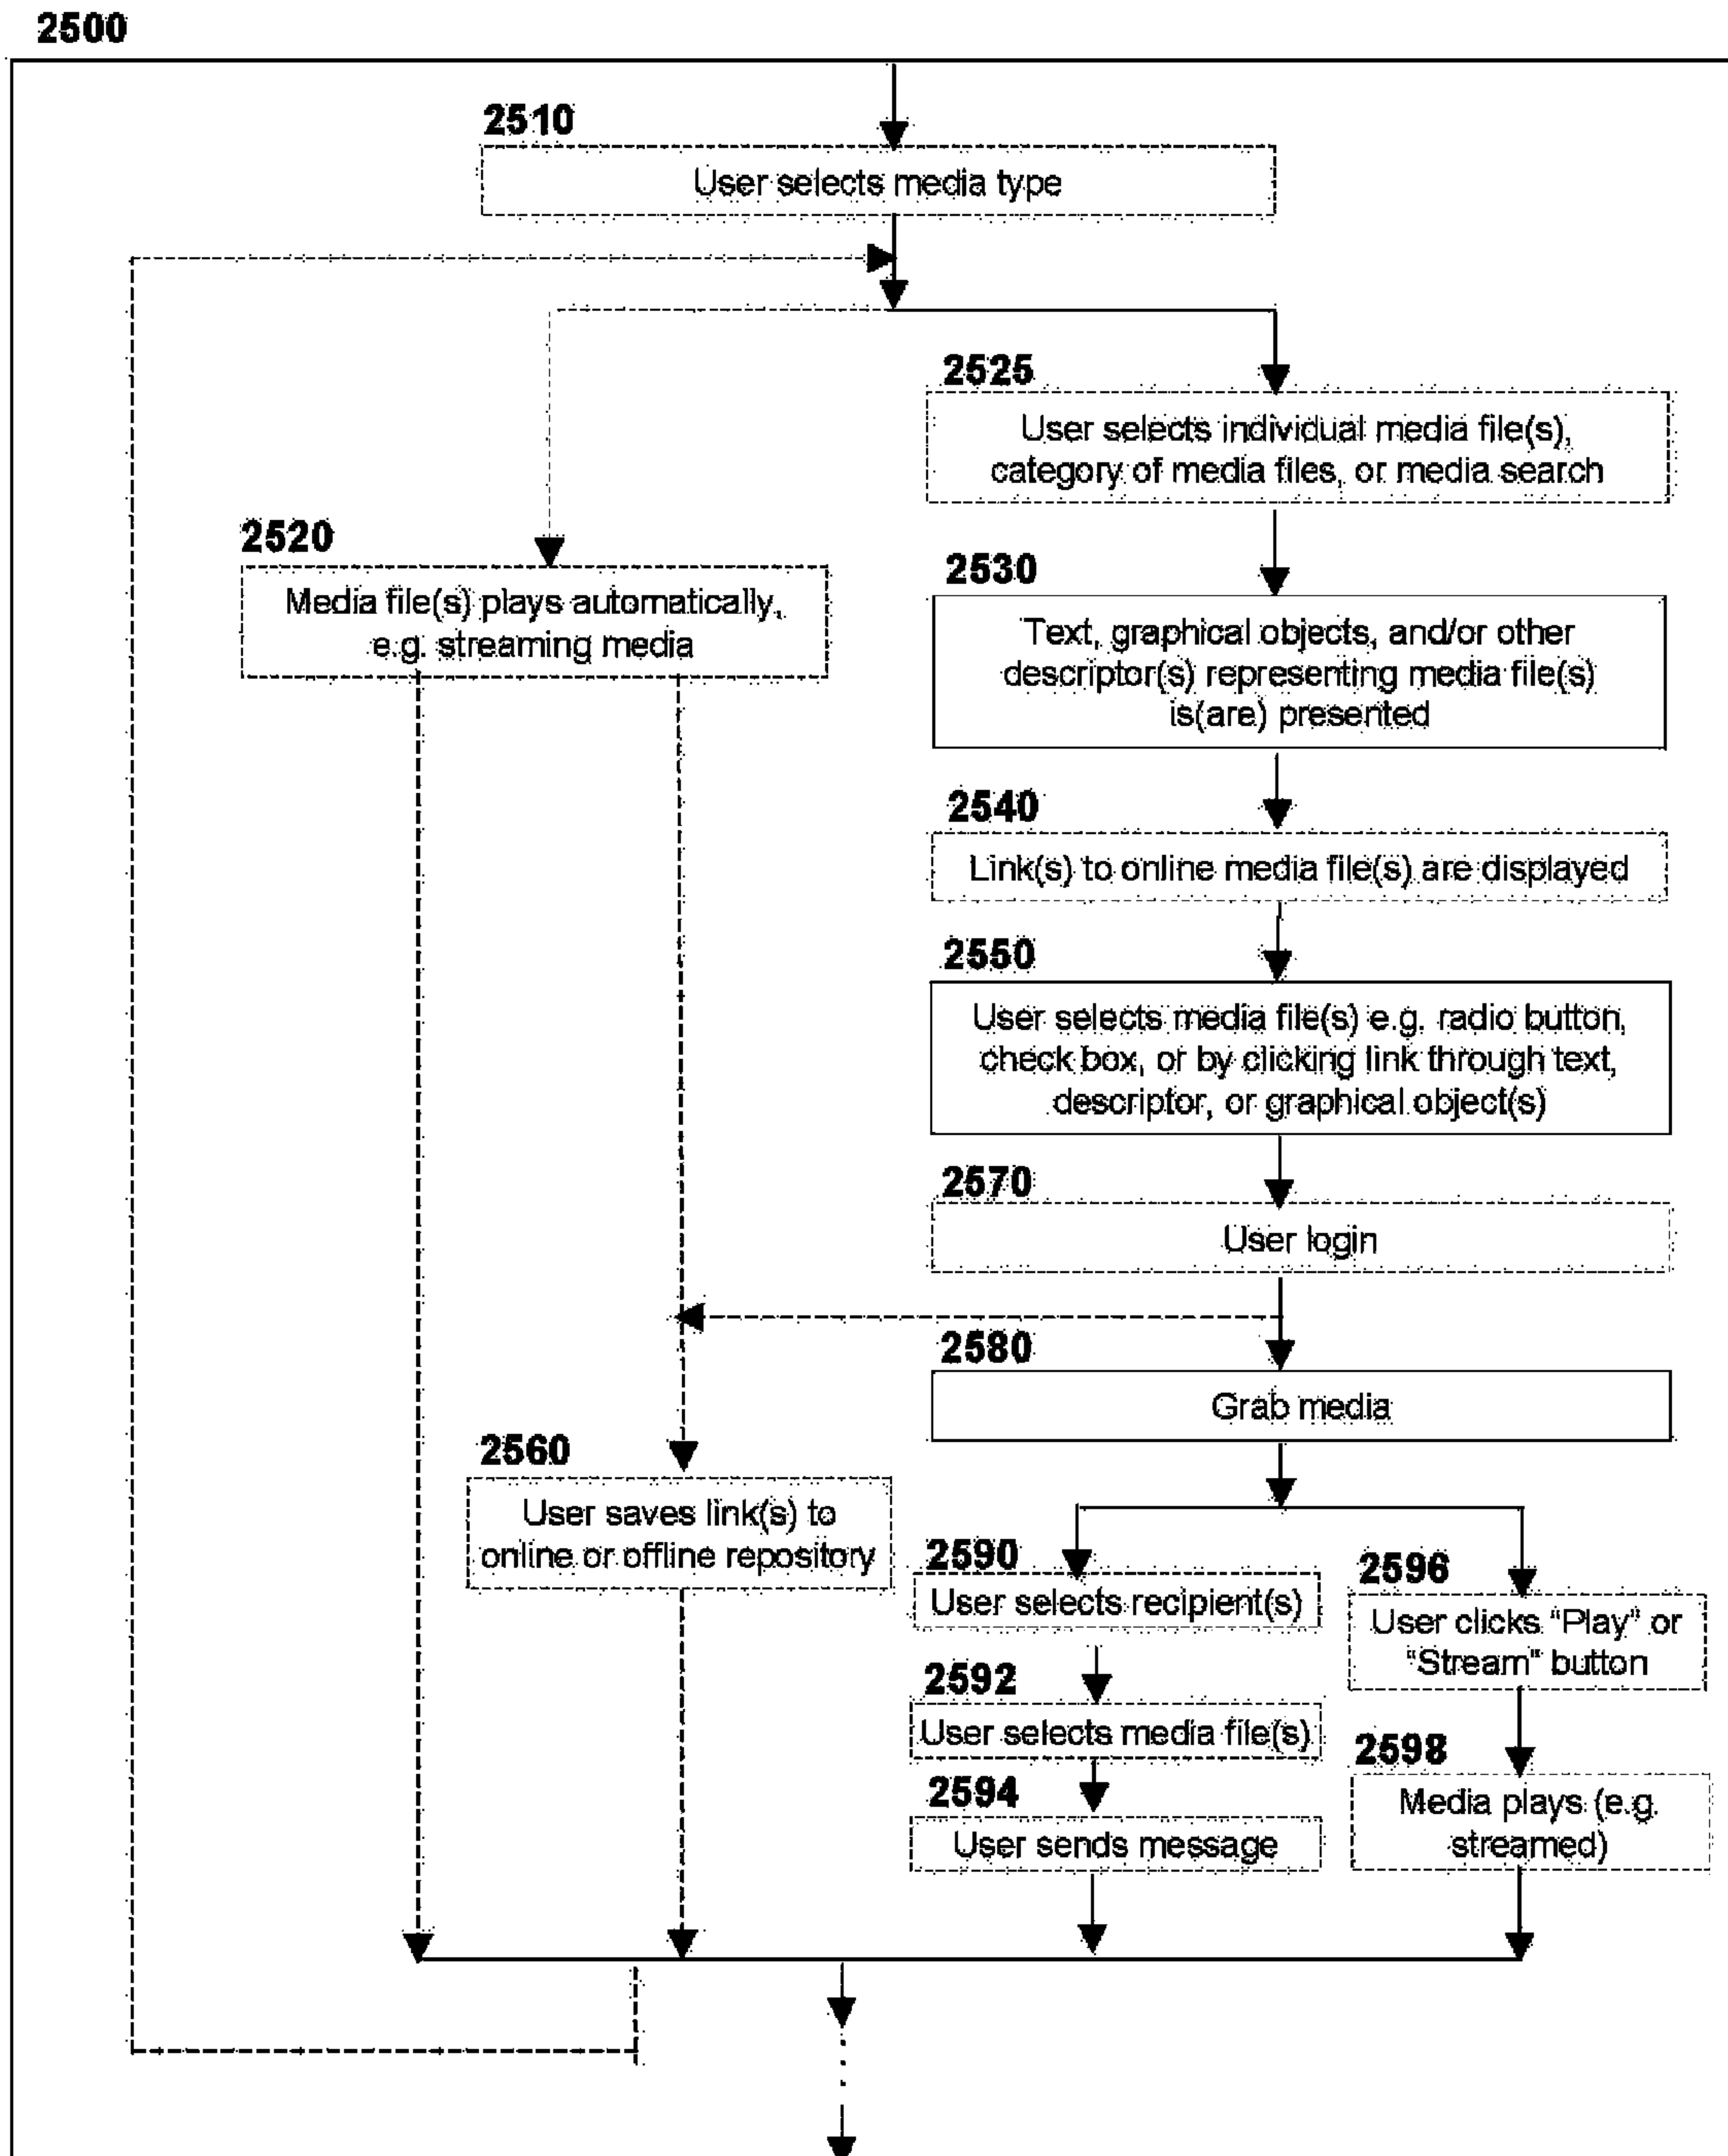 2500
2510
User selects media type
2525
User selects individual media file(s),
category of media files, or media search
2520
Media file(s) plays automatically,
e.g. streaming media
2530
Text, graphical objects, and/or other
descriptor(s) representing media file(s)
is(are) presented
2540
Link(s) to online media file(s) are displayed
2550
User selects media file(s) e.g. radio button,
check box, or by clicking link through text,
descriptor, or graphical object(s)
2570
User login
2580
Grab media
2560
User saves link(s) to
online or offline repository
2590
User selects recipient(s)
2592
User selects media file(s)
2594
User sends message
2596
User clicks “Play” or
“Stream” button
2598
Media plays (e.g.
streamed)